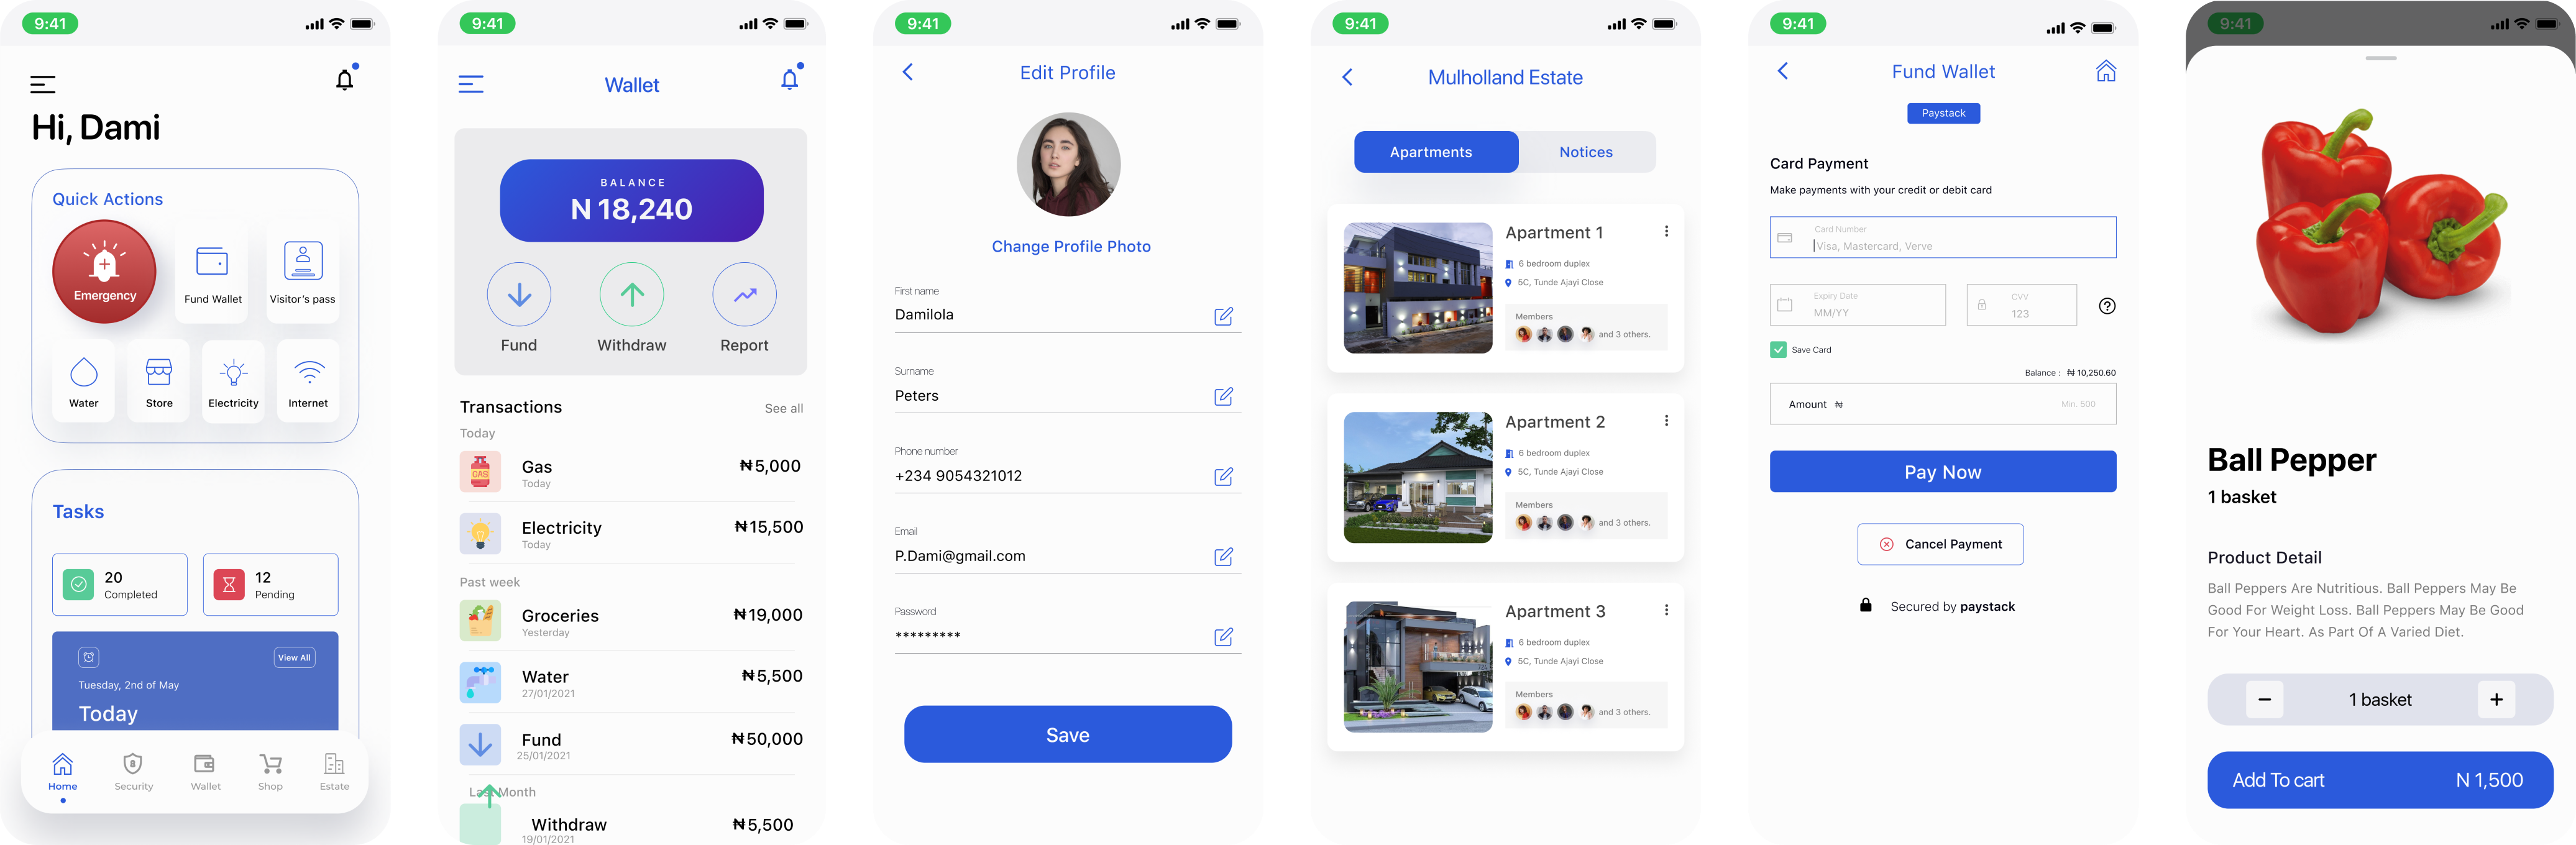 9:41
Hi, Dami
Quick Actions
Emergency
Fund Wallet
Visitor's pass
Water
Store
Electricity
Internet
Tasks
20
Completed
12
Pending
View All
Tuesday, 2nd of May
Today
Home
Security
Wallet
Shop
Estate
9:41
Wallet
BALANCE
N 18,240
Fund
Withdraw
Report
Transactions
See all
Today
GAS
Gas
Today
₦5,000
Electricity
Today
₦15,500
Past week
Groceries
Yesterday
₦19,000
Water
27/01/2021
₦5,500
Fund
25/01/2021
₦50,000
Last Month
Withdraw
19/01/2021
₦5,500
9:41
Edit Profile
Change Profile Photo
First name
Damilola
Surname
Peters
Phone number
+234 9054321012
Email
P.Dami@gmail.com
Password
*********
Save
9:41
Mulholland Estate
Apartments
Notices
Apartment 1
6 bedroom duplex
5C, Tunde Ajayi Close
Members
and 3 others.
Apartment 2
6 bedroom duplex
5C, Tunde Ajayi Close
Members
and 3 others.
Apartment 3
6 bedroom duplex
5C, Tunde Ajayi Close
Members
and 3 others.
9:41
Fund Wallet
Paystack
Card Payment
Make payments with your credit or debit card
Card Number
Visa, Mastercard, Verve
Expiry Date
MM/YY
CVV
123
Save Card
Balance : ₦ 10,250.60
Amount ₦
Min. 500
Pay Now
Cancel Payment
Secured by paystack
9:41
Ball Pepper
1 basket
Product Detail
Ball Peppers Are Nutritious. Ball Peppers May Be
Good For Weight Loss. Ball Peppers May Be Good
For Your Heart. As Part Of A Varied Diet.
1 basket
Add To cart
N 1,500